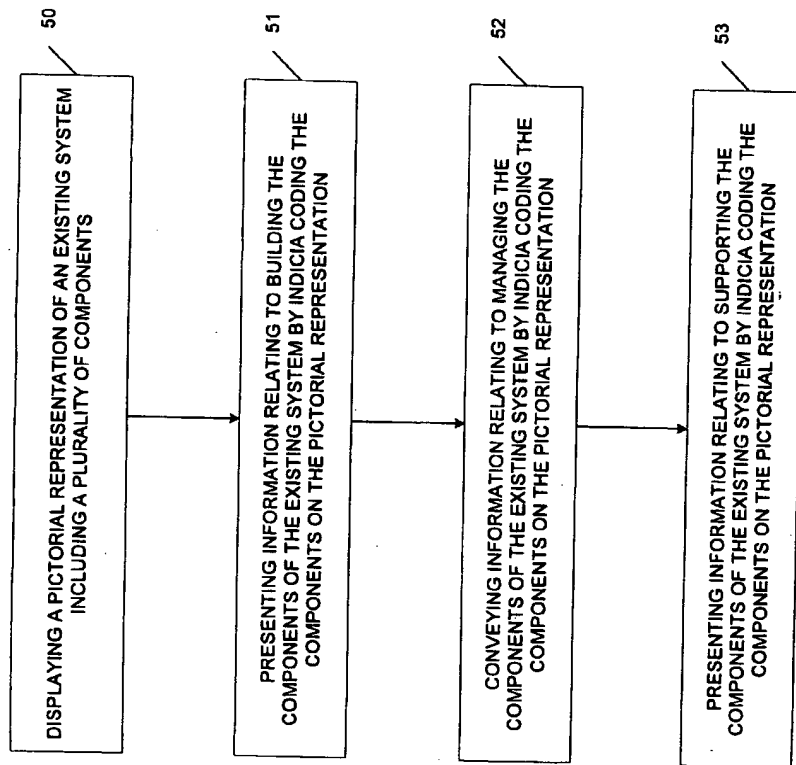 50
DISPLAYING A PICTORIAL REPRESENTATION OF AN EXISTING SYSTEM
INCLUDING A PLURALITY OF COMPONENTS
51
PRESENTING INFORMATION RELATING TO BUILDING THE
COMPONENTS OF THE EXISTING SYSTEM BY INDICIA CODING THE
COMPONENTS ON THE PICTORIAL REPRESENTATION
52
CONVEYING INFORMATION RELATING TO MANAGING THE
COMPONENTS OF THE EXISTING SYSTEM BY INDICIA CODING THE
COMPONENTS ON THE PICTORIAL REPRESENTATION
53
PRESENTING INFORMATION RELATING TO SUPPORTING THE
COMPONENTS OF THE EXISTING SYSTEM BY INDICIA CODING THE
COMPONENTS ON THE PICTORIAL REPRESENTATION